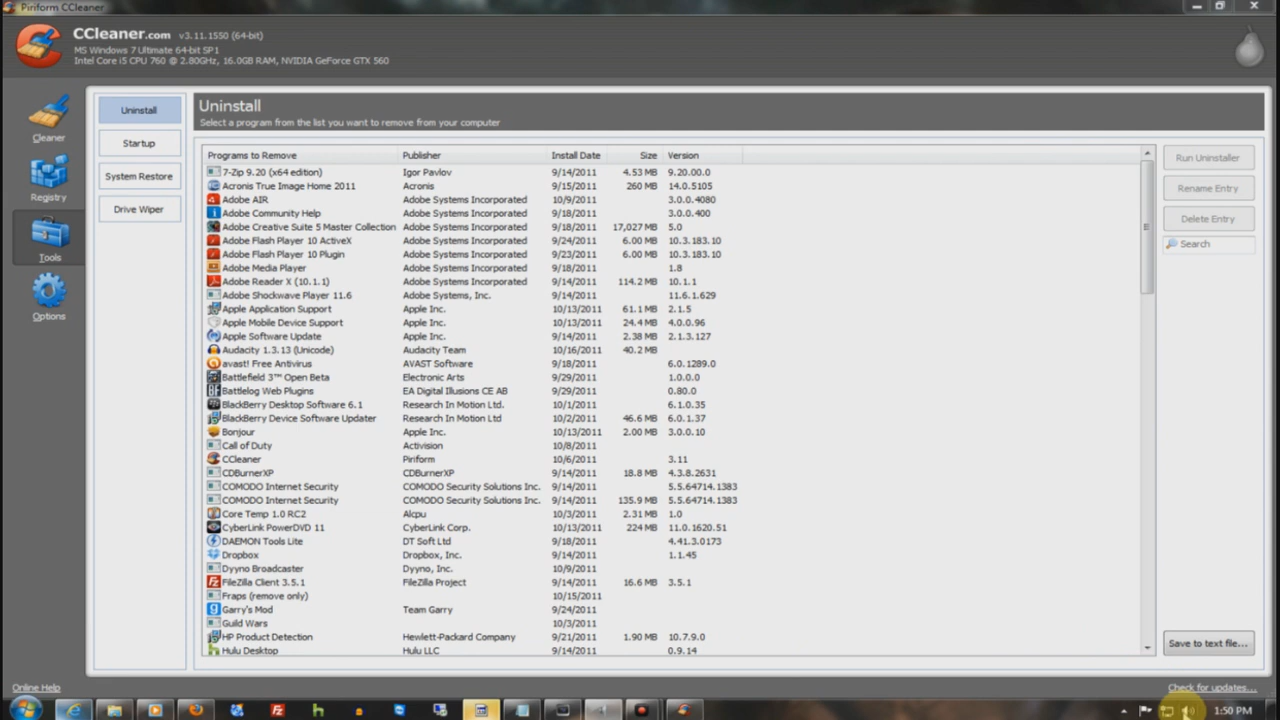 Piriform CCleaner
CCleaner.com v3.11.1550 (64-bit)
MS Windows 7 Ultimate 64-bit SP1
Intel Core i5 CPU 760 @ 2.80GHz, 16.0GB RAM, NVIDIA GeForce GTX 560
Cleaner
Registry
Tools
Options
Uninstall
Startup
System Restore
Drive Wiper
Uninstall
Select a program from the list you want to remove from your computer
Programs to Remove Publisher Install Date Size Version
7-Zip 9.20 (x64 edition) Igor Pavlov 9/14/2011 4.53 MB 9.20.00.0
Acronis True Image Home 2011 Acronis 9/15/2011 260 MB 14.0.5105
Adobe AIR Adobe Systems Incorporated 10/9/2011 3.0.0.4080
Adobe Community Help Adobe Systems Incorporated 9/18/2011 3.0.0.400
Adobe Creative Suite 5 Master Collection Adobe Systems Incorporated 9/18/2011 17,027 MB 5.0
Adobe Flash Player 10 ActiveX Adobe Systems Incorporated 9/24/2011 6.00 MB 10.3.183.10
Adobe Flash Player 10 Plugin Adobe Systems Incorporated 9/23/2011 6.00 MB 10.3.183.10
Adobe Media Player Adobe Systems Incorporated 9/18/2011 1.8
Adobe Reader X (10.1.1) Adobe Systems Incorporated 9/14/2011 114.2 MB 10.1.1
Adobe Shockwave Player 11.6 Adobe Systems, Inc. 9/14/2011 11.6.1.629
Apple Application Support Apple Inc. 10/13/2011 61.1 MB 2.1.5
Apple Mobile Device Support Apple Inc. 10/13/2011 24.4 MB 4.0.0.96
Apple Software Update Apple Inc. 9/14/2011 2.38 MB 2.1.3.127
Audacity 1.3.13 (Unicode) Audacity Team 10/16/2011 40.2 MB
avast! Free Antivirus AVAST Software 9/18/2011 6.0.1289.0
Battlefield 3™ Open Beta Electronic Arts 9/29/2011 1.0.0.0
Battlelog Web Plugins EA Digital Illusions CE AB 9/29/2011 0.80.0
BlackBerry Desktop Software 6.1 Research In Motion Ltd. 10/1/2011 6.1.0.35
BlackBerry Device Software Updater Research In Motion Ltd 10/2/2011 46.6 MB 6.0.1.37
Bonjour Apple Inc. 10/13/2011 2.00 MB 3.0.0.10
Call of Duty Activision 10/8/2011
CCleaner Piriform 10/6/2011 3.11
CDBurnerXP CDBurnerXP 9/14/2011 18.8 MB 4.3.8.2631
COMODO Internet Security COMODO Security Solutions Inc. 9/14/2011 5.5.64714.1383
COMODO Internet Security COMODO Security Solutions Inc. 9/14/2011 135.9 MB 5.5.64714.1383
Core Temp 1.0 RC2 Alcpu 10/3/2011 2.31 MB 1.0
CyberLink PowerDVD 11 CyberLink Corp. 10/13/2011 224 MB 11.0.1620.51
DAEMON Tools Lite DT Soft Ltd 9/18/2011 4.41.3.0173
Dropbox Dropbox, Inc. 9/14/2011 1.1.45
Dyyno Broadcaster Dyyno, Inc. 10/9/2011
FileZilla Client 3.5.1 FileZilla Project 9/14/2011 16.6 MB 3.5.1
Fraps (remove only) 10/15/2011
Garry's Mod Team Garry 9/24/2011
Guild Wars 10/3/2011
HP Product Detection Hewlett-Packard Company 9/21/2011 1.90 MB 10.7.9.0
Hulu Desktop Hulu LLC 9/14/2011 0.9.14
Run Uninstaller
Rename Entry
Delete Entry
Search
Save to text file...
Online Help
Check for updates...
1:50 PM